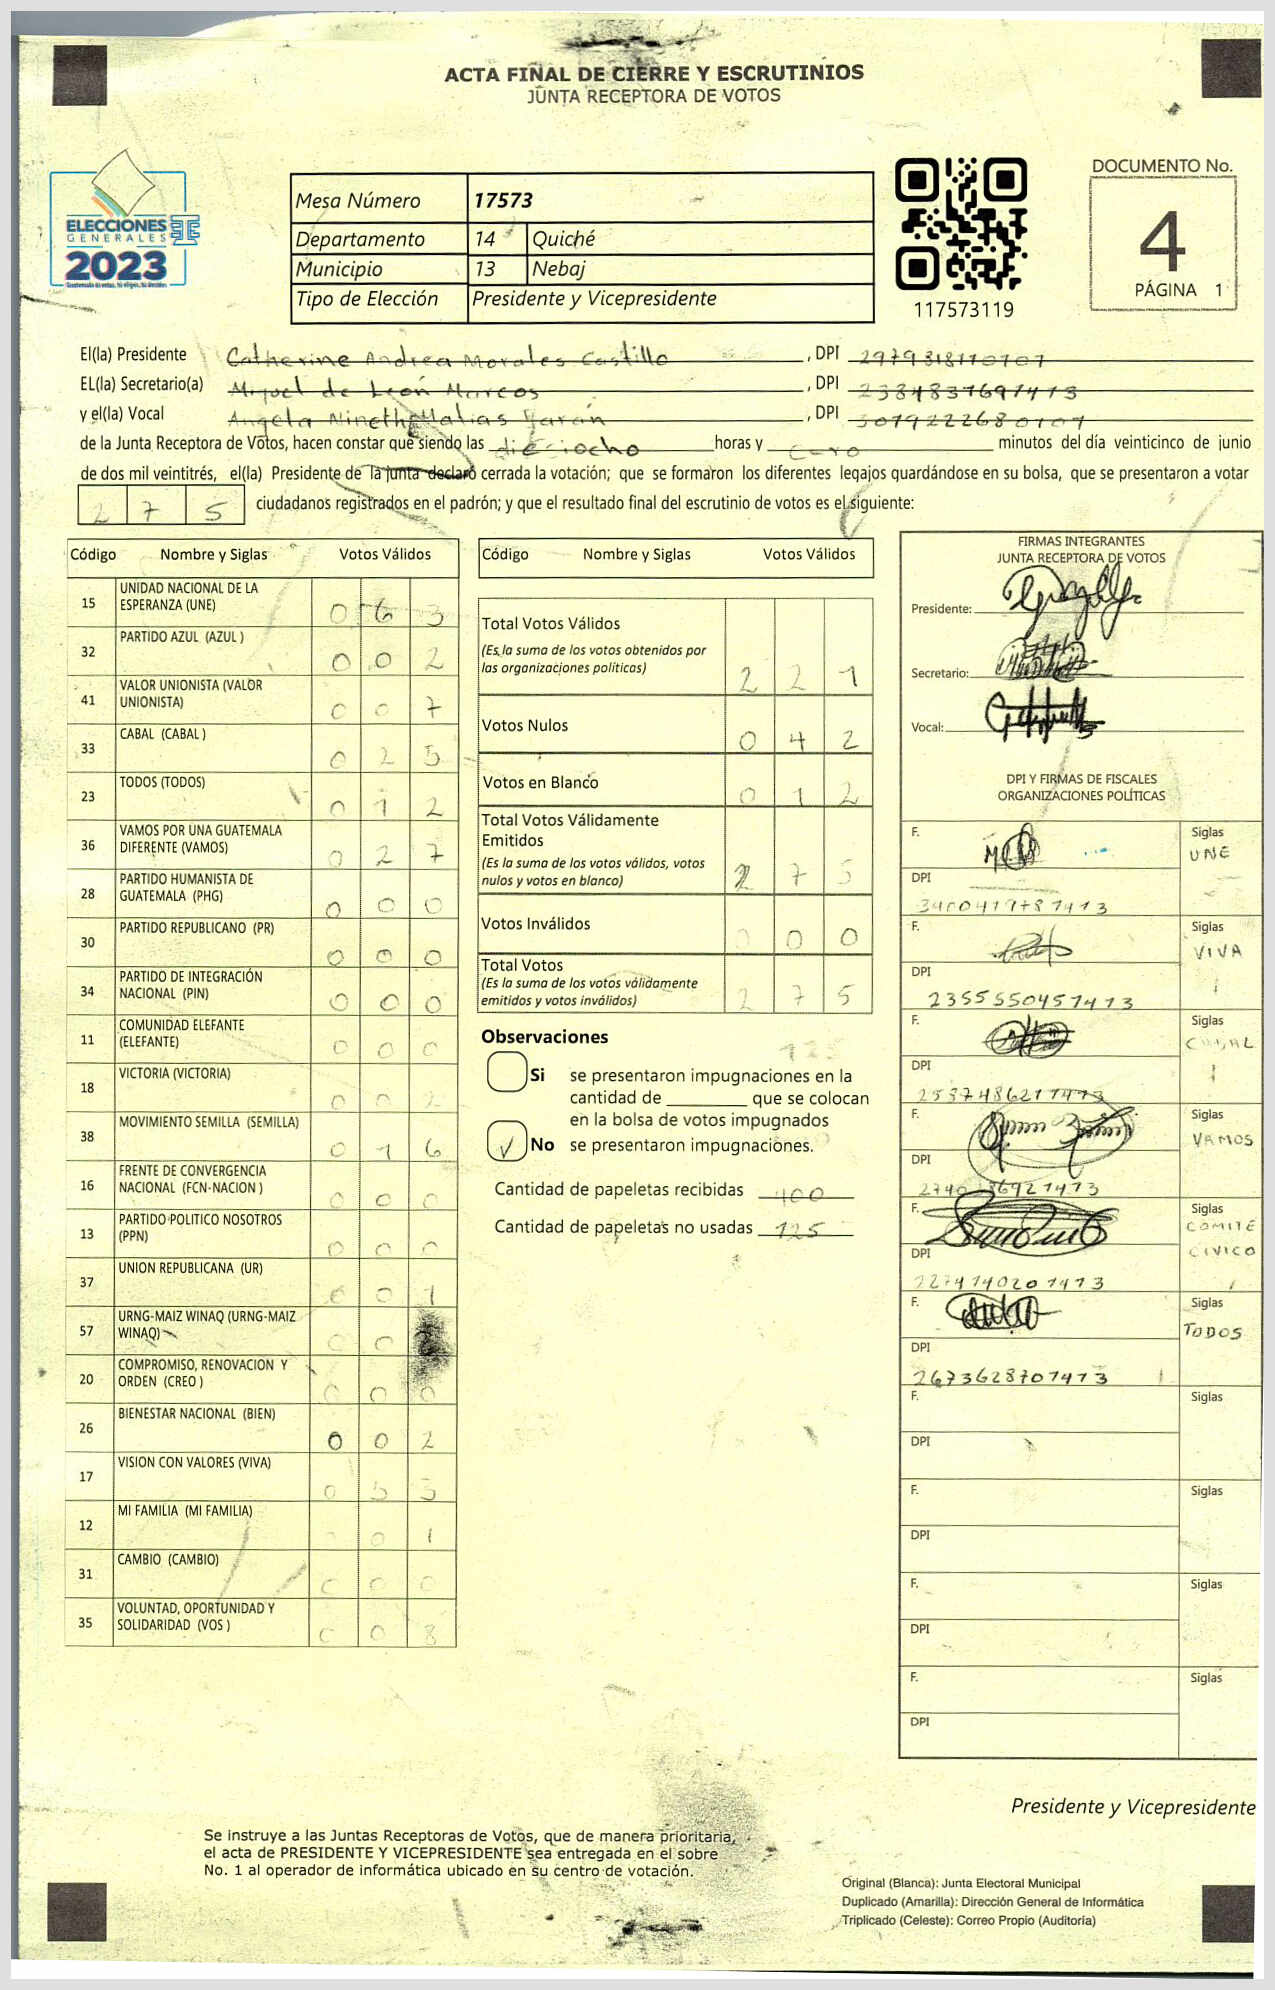 ACTA FINAL DE CIERRE Y ESCRUTINIOS
JUNTA RECEPTORA DE VOTOS
ELECCIONES
GENERALES
2023
Mesa Número 17573
Departamento 14 Quiché
Municipio 13 Nebaj
Tipo de Elección Presidente y Vicepresidente
117573119
DOCUMENTO No.
4
PÁGINA 1
El(la) Presidente Catherine Andrea Morales Castillo , DPI
EL(la) Secretario(a) Miguel de León Marcos , DPI
y el(la) Vocal Angela Nineth Matias , DPI
de la Junta Receptora de Votos, hacen constar que siendo las dieciocho horas y Cero minutos del día veinticinco de junio
de dos mil veintitrés, el(la) Presidente de la junta declaró cerrada la votación; que se formaron los diferentes legajos quardándose en su bolsa, que se presentaron a votar
2 7 5 ciudadanos registrados en el padrón; y que el resultado final del escrutinio de votos es el siguiente:
Código Nombre y Siglas Votos Válidos
15 UNIDAD NACIONAL DE LA ESPERANZA (UNE) 0 6 3
32 PARTIDO AZUL (AZUL ) 0 0 2
41 VALOR UNIONISTA (VALOR UNIONISTA) 0 0 7
33 CABAL (CABAL ) 0 2 5
23 TODOS (TODOS) 0 1 2
36 VAMOS POR UNA GUATEMALA DIFERENTE (VAMOS) 0 2 7
28 PARTIDO HUMANISTA DE GUATEMALA (PHG) 0 0 0
30 PARTIDO REPUBLICANO (PR) 0 0 0
34 PARTIDO DE INTEGRACIÓN NACIONAL (PIN) 0 0 0
11 COMUNIDAD ELEFANTE (ELEFANTE) 0 0 0
18 VICTORIA (VICTORIA) 0 0 2
38 MOVIMIENTO SEMILLA (SEMILLA) 0 1 6
16 FRENTE DE CONVERGENCIA NACIONAL (FCN-NACION ) 0 0 0
13 PARTIDO POLITICO NOSOTROS (PPN) 0 0 0
37 UNION REPUBLICANA (UR) 0 0 1
57 URNG-MAIZ WINAQ (URNG-MAIZ WINAQ) 0 0
20 COMPROMISO, RENOVACION Y ORDEN (CREO ) 0 0 0
26 BIENESTAR NACIONAL (BIEN) 0 0 2
17 VISION CON VALORES (VIVA) 0 5 5
12 MI FAMILIA (MI FAMILIA) 0 0 1
31 CAMBIO (CAMBIO) 0 0 0
35 VOLUNTAD, OPORTUNIDAD Y SOLIDARIDAD (VOS ) 0 0 8
Código Nombre y Siglas Votos Válidos
Total Votos Válidos 2 2 1
(Es la suma de los votos obtenidos por
las organizaciones políticas)
Votos Nulos 0 4 2
Votos en Blanco 0 1 2
Total Votos Válidamente
Emitidos 2 7 5
(Es la suma de los votos válidos, votos
nulos y votos en blanco)
Votos Inválidos 0 0 0
Total Votos 2 7 5
(Es la suma de los votos válidamente
emitidos y votos inválidos)
Observaciones
Si se presentaron impugnaciones en la
cantidad de ________ que se colocan
en la bolsa de votos impugnados
✓ No se presentaron impugnaciones.
Cantidad de papeletas recibidas 400
Cantidad de papeletas no usadas 125
FIRMAS INTEGRANTES
JUNTA RECEPTORA DE VOTOS
Presidente:
Secretario:
Vocal:
DPI Y FIRMAS DE FISCALES
ORGANIZACIONES POLÍTICAS
F. Siglas UNE
DPI 3400419781413
F. Siglas VIVA
DPI 2355550451413
F. Siglas CABAL
DPI 2537486211413
F. Siglas VAMOS
DPI
F. Siglas COMITE CIVICO
DPI 2274140201413
F. Siglas TODOS
DPI 2673628701413
F. Siglas
DPI
F. Siglas
DPI
F. Siglas
DPI
F. Siglas
DPI
Presidente y Vicepresidente
Se instruye a las Juntas Receptoras de Votos, que de manera prioritaria,
el acta de PRESIDENTE Y VICEPRESIDENTE sea entregada en el sobre
No. 1 al operador de informática ubicado en su centro de votación.
Original (Blanca): Junta Electoral Municipal
Duplicado (Amarilla): Dirección General de Informática
Triplicado (Celeste): Correo Propio (Auditoría)